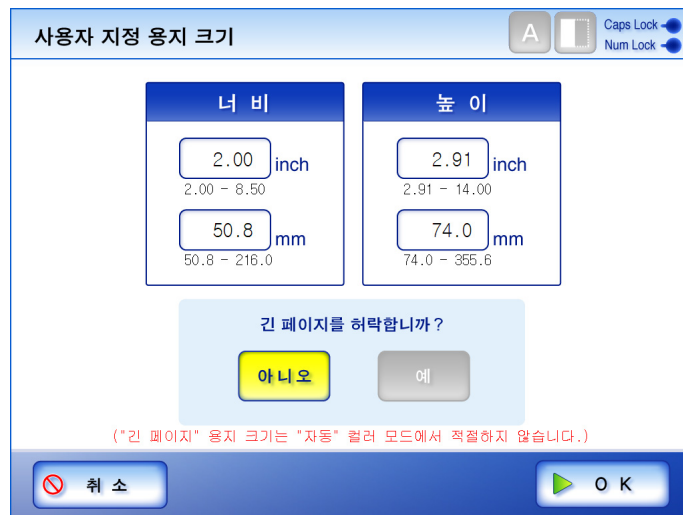 사용자 지정 용지 크기
A
Caps Lock
Num Lock
너 비
높 이
2.00 inch
2.00 - 8.50
50.8 mm
50.8 - 216.0
2.91 inch
2.91 - 14.00
74.0 mm
74.0 - 355.6
긴 페이지를 허락합니까?
아니오
예
("긴 페이지" 용지 크기는 "자동" 컬러 모드에서 적절하지 않습니다.)
취 소
O K